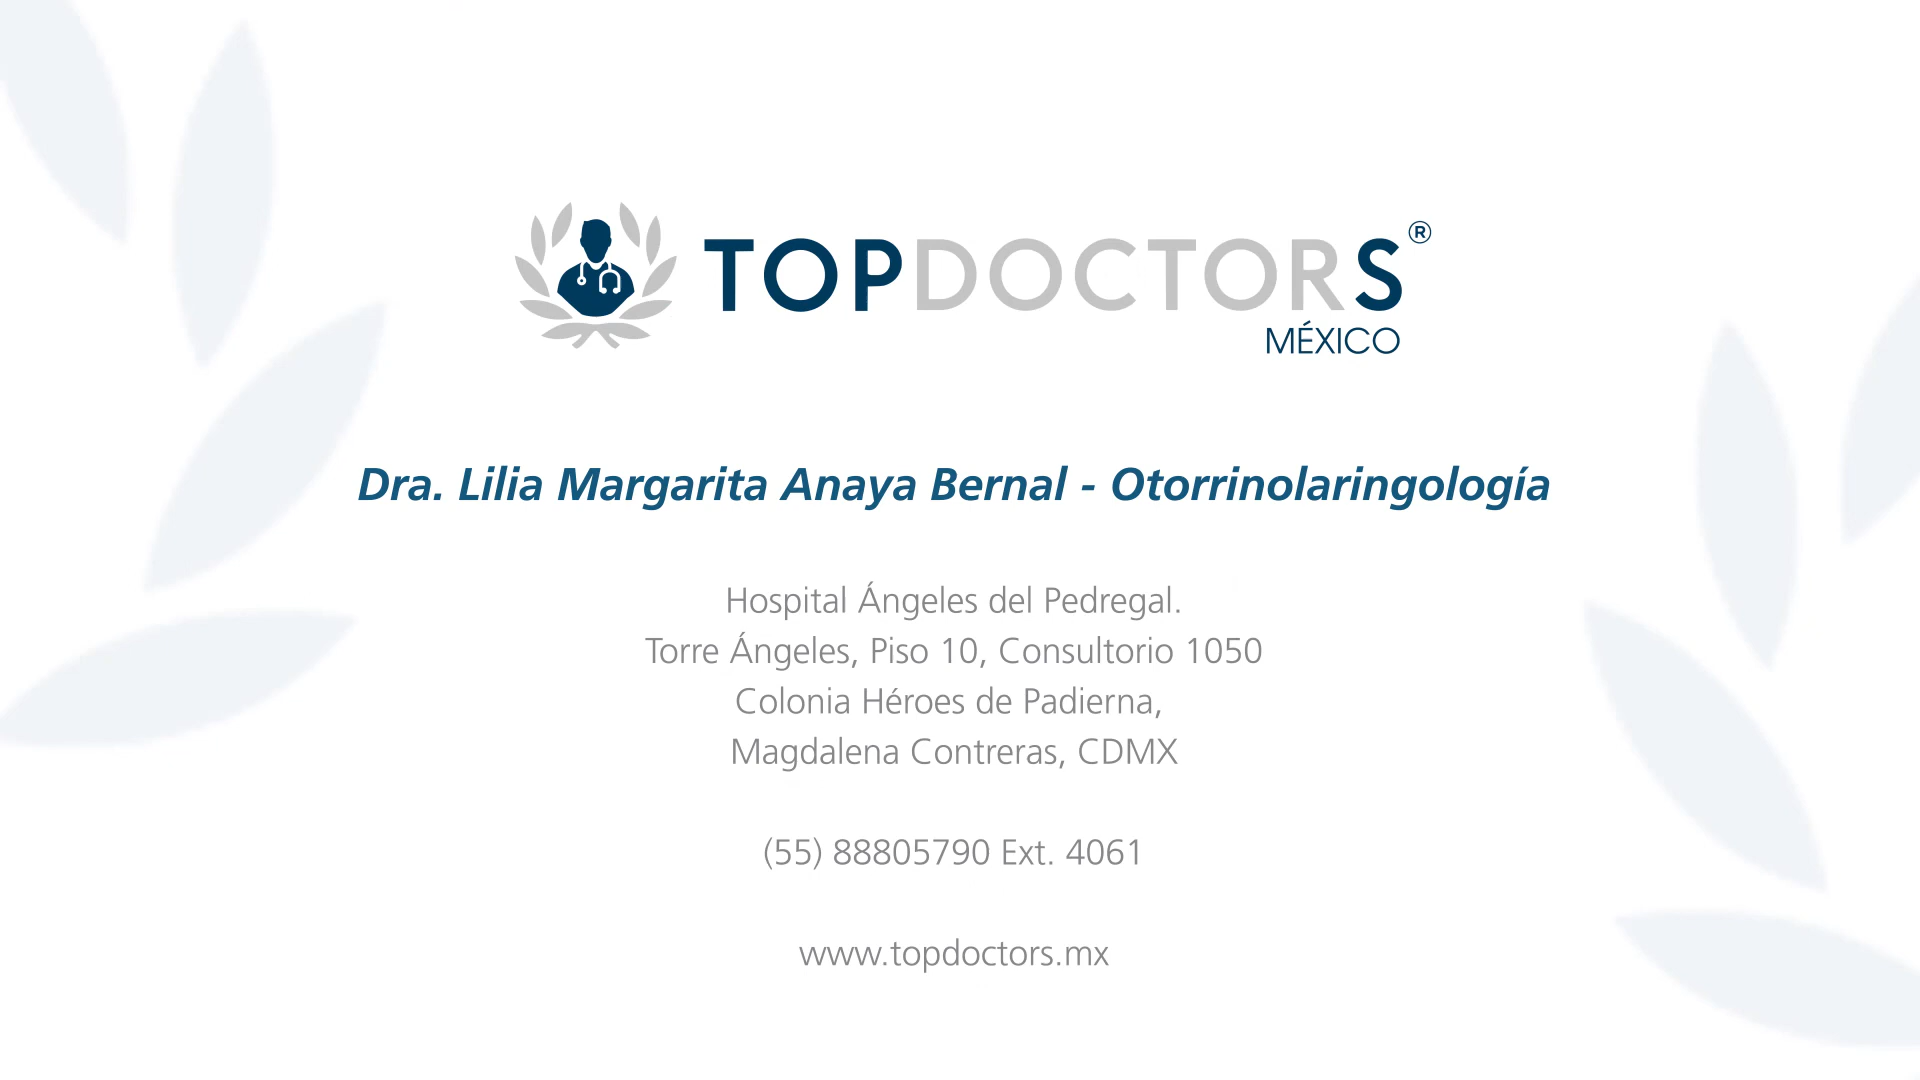 TOPDOCTORS®
MÉXICO
Dra. Lilia Margarita Anaya Bernal - Otorrinolaringología
Hospital Ángeles del Pedregal.
Torre Ángeles, Piso 10, Consultorio 1050
Colonia Héroes de Padierna,
Magdalena Contreras, CDMX
(55) 88805790 Ext. 4061
www.topdoctors.mx